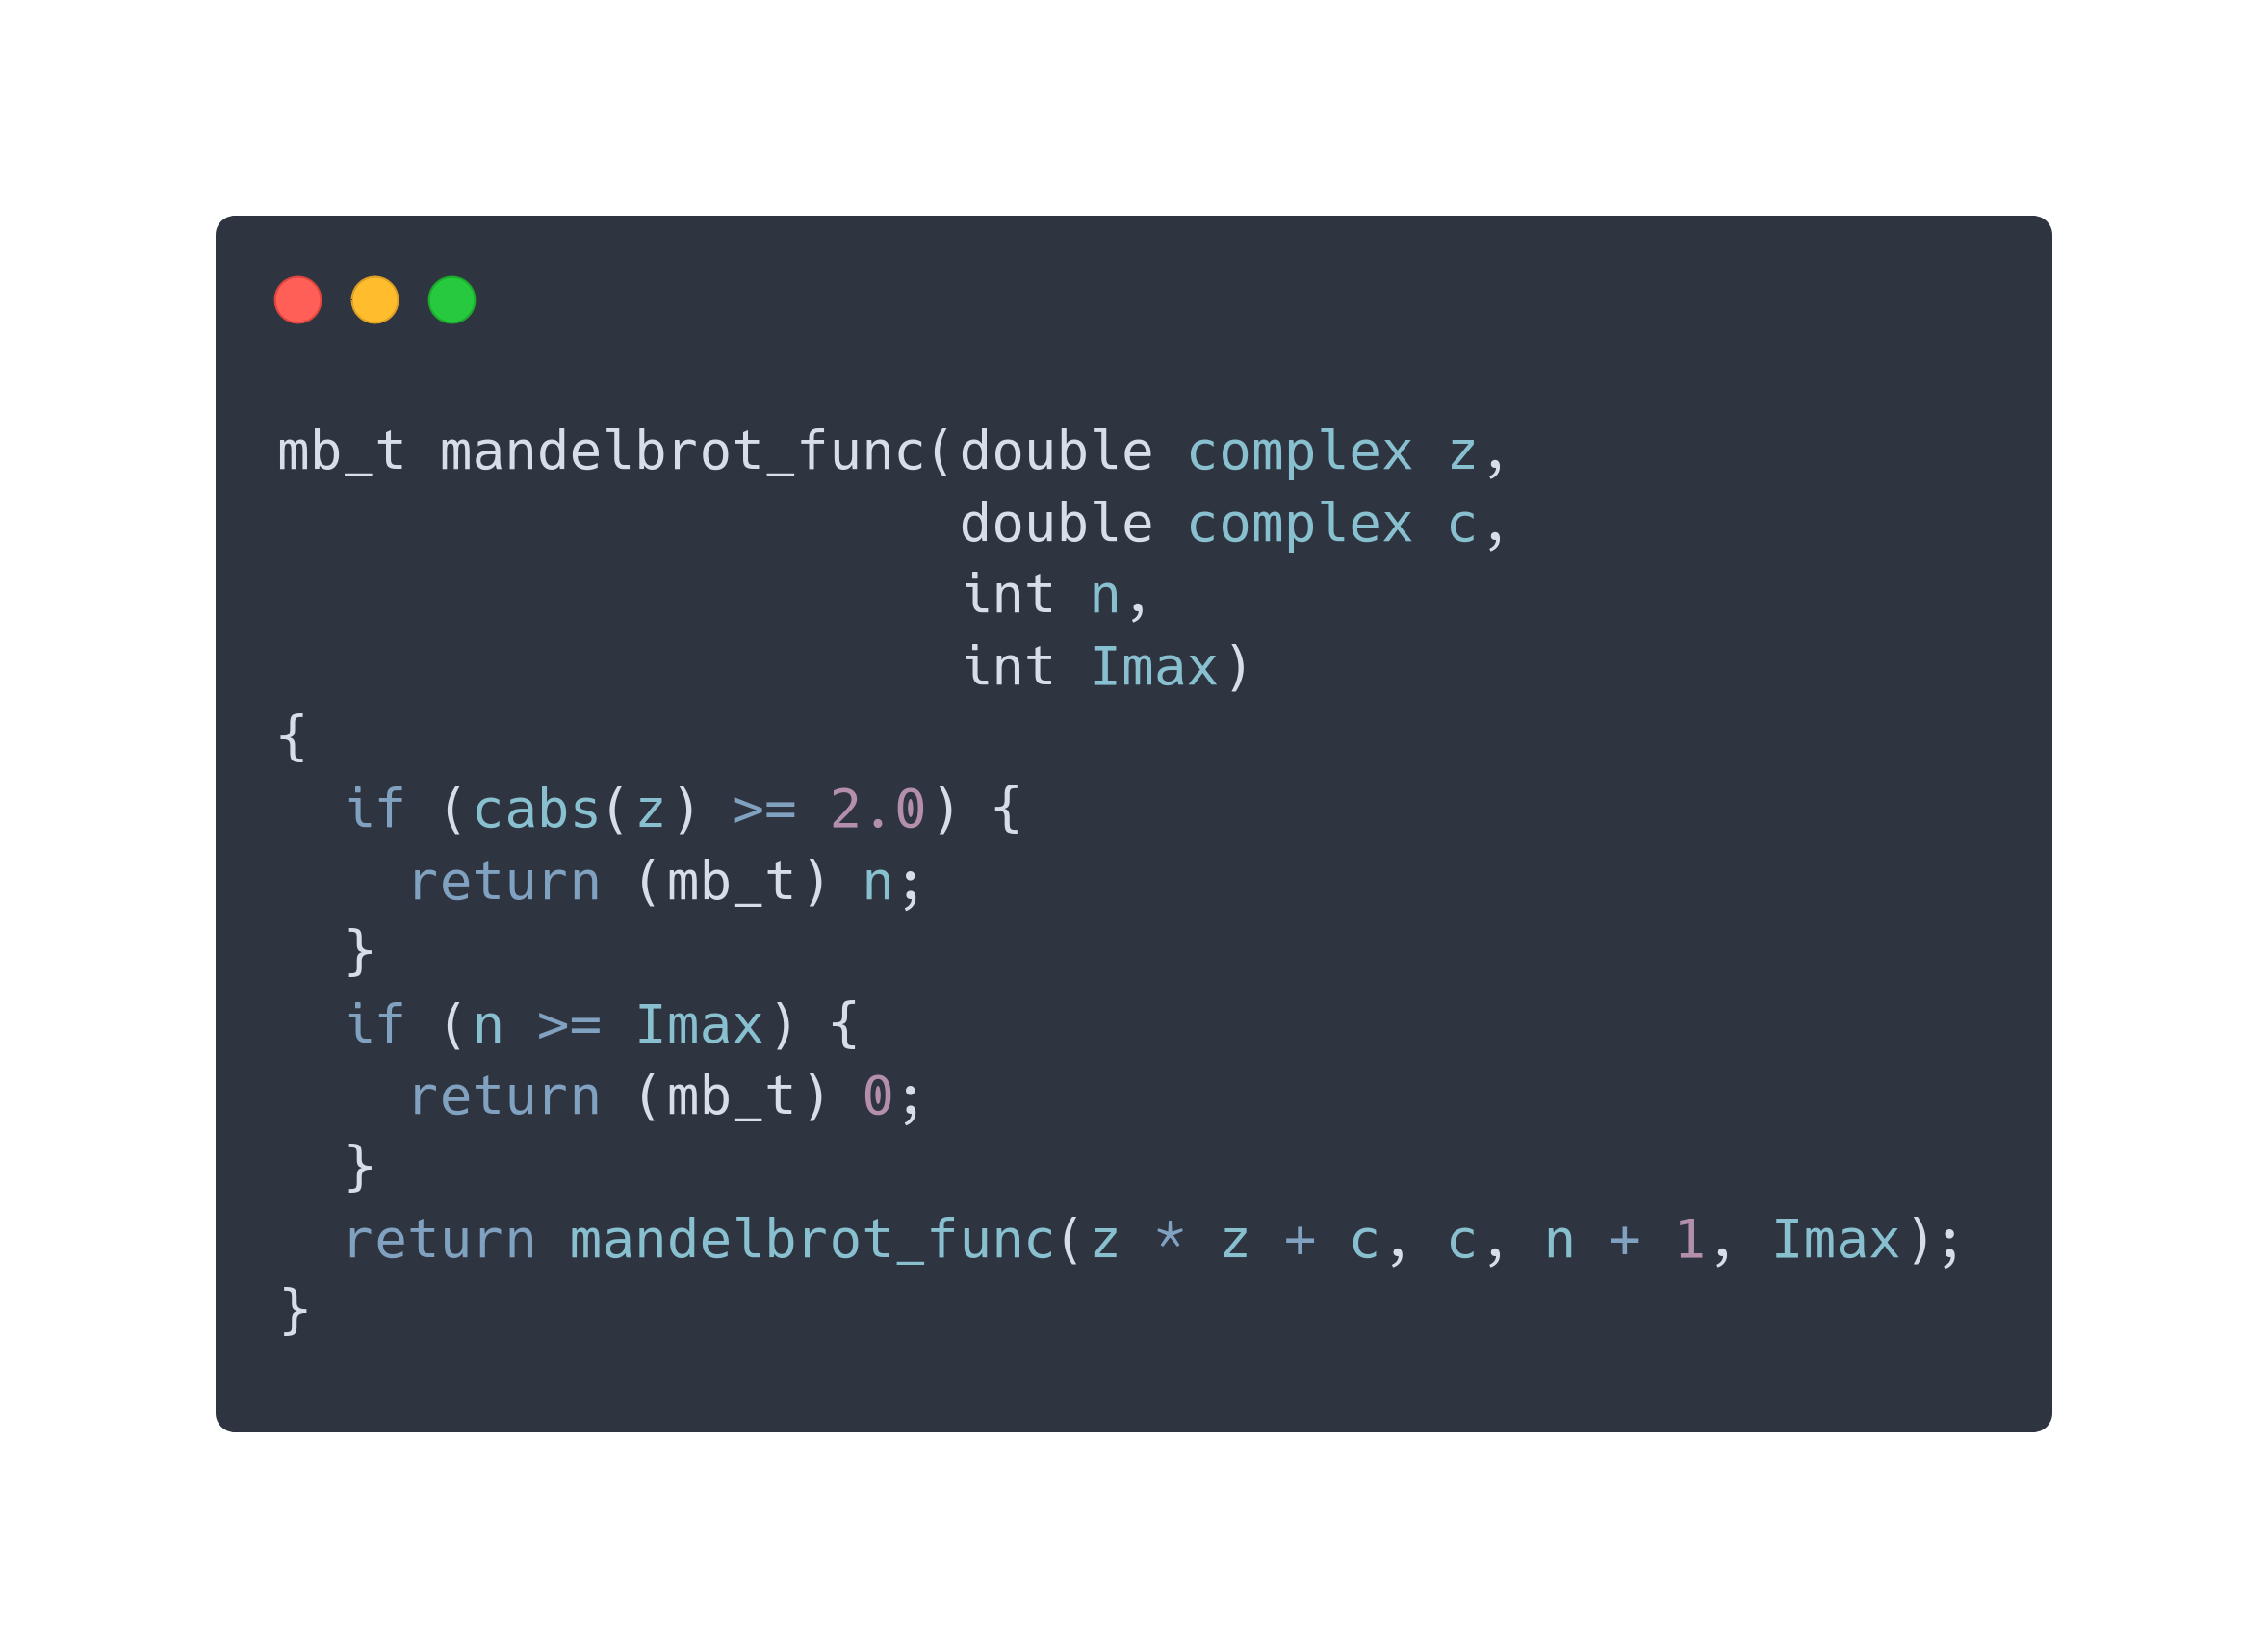 mb_t mandelbrot_func(double complex z,
                     double complex c,
                     int n,
                     int Imax)
{
  if (cabs(z) >= 2.0) {
    return (mb_t) n;
  }
  if (n >= Imax) {
    return (mb_t) 0;
  }
  return mandelbrot_func(z * z + c, c, n + 1, Imax);
}